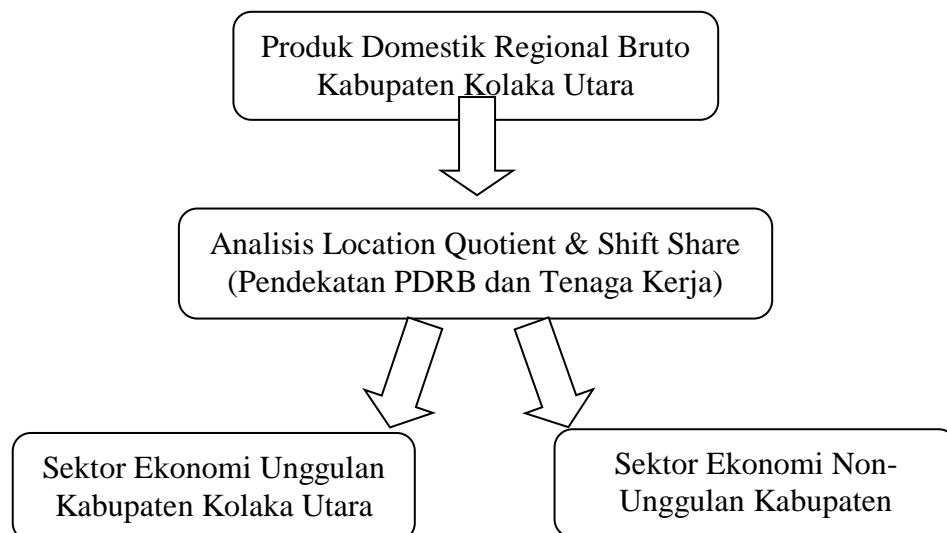 Produk Domestik Regional Bruto
Kabupaten Kolaka Utara
Analisis Location Quotient & Shift Share
(Pendekatan PDRB dan Tenaga Kerja)
Sektor Ekonomi Unggulan
Kabupaten Kolaka Utara
Sektor Ekonomi Non-
Unggulan Kabupaten